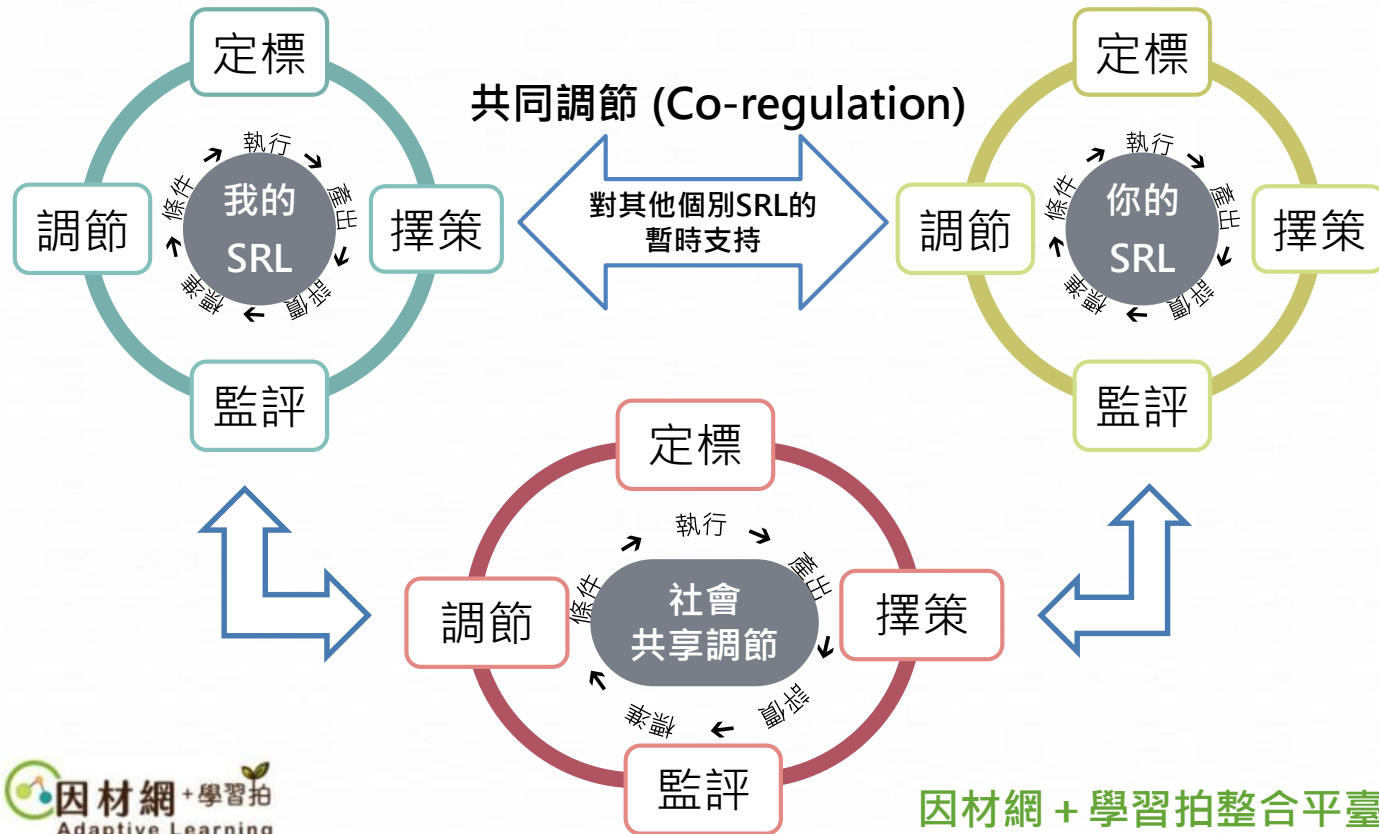 定標
調節
擇策
監評
執行
產出
評價
標準
條件
我的
SRL
共同調節 (Co-regulation)
對其他個別SRL的
暫時支持
定標
調節
擇策
監評
執行
產出
評價
標準
條件
你的
SRL
定標
調節
擇策
監評
執行
產出
評價
標準
條件
社會
共享調節
因材網+學習拍
Adaptive Learning
因材網+學習拍整合平臺